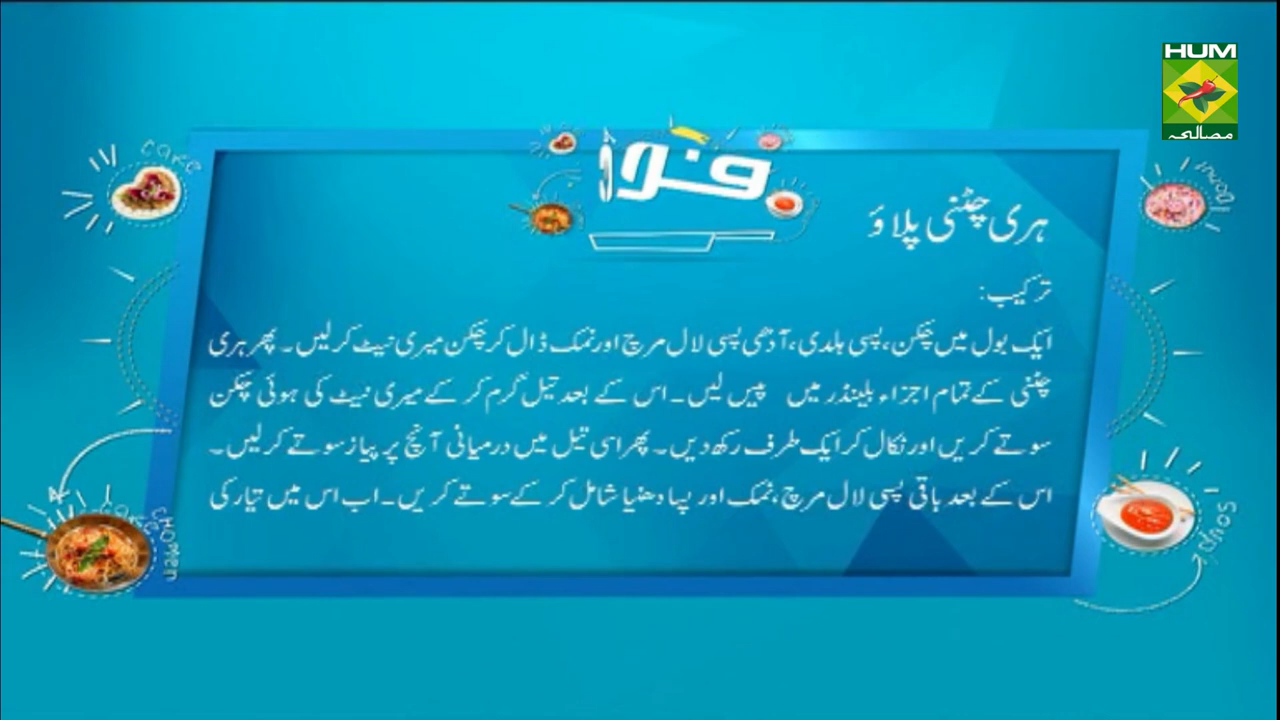 HUM
مصالحہ
CAKE
Donut
ہری چٹنی پلاؤ
ترکیب:
ایک بول میں چکن، پسی ہلدی، آدھی پسی لال مرچ اور نمک ڈال کر چکن میری نیٹ کر لیں۔ پھر ہری
چٹنی کے تمام اجزاء بلینڈر میں پیس لیں۔ اس کے بعد تیل گرم کر کے میری نیٹ کی ہوئی چکن
سوتے کریں اور نکال کر ایک طرف رکھ دیں۔ پھر اسی تیل میں درمیانی آنچ پر پیاز سوتے کر لیں۔
اس کے بعد باقی پسی لال مرچ، نمک اور پسا دھنیا شامل کر کے سوتے کریں۔ اب اس میں تیار کی
CHOMEN
SOUP